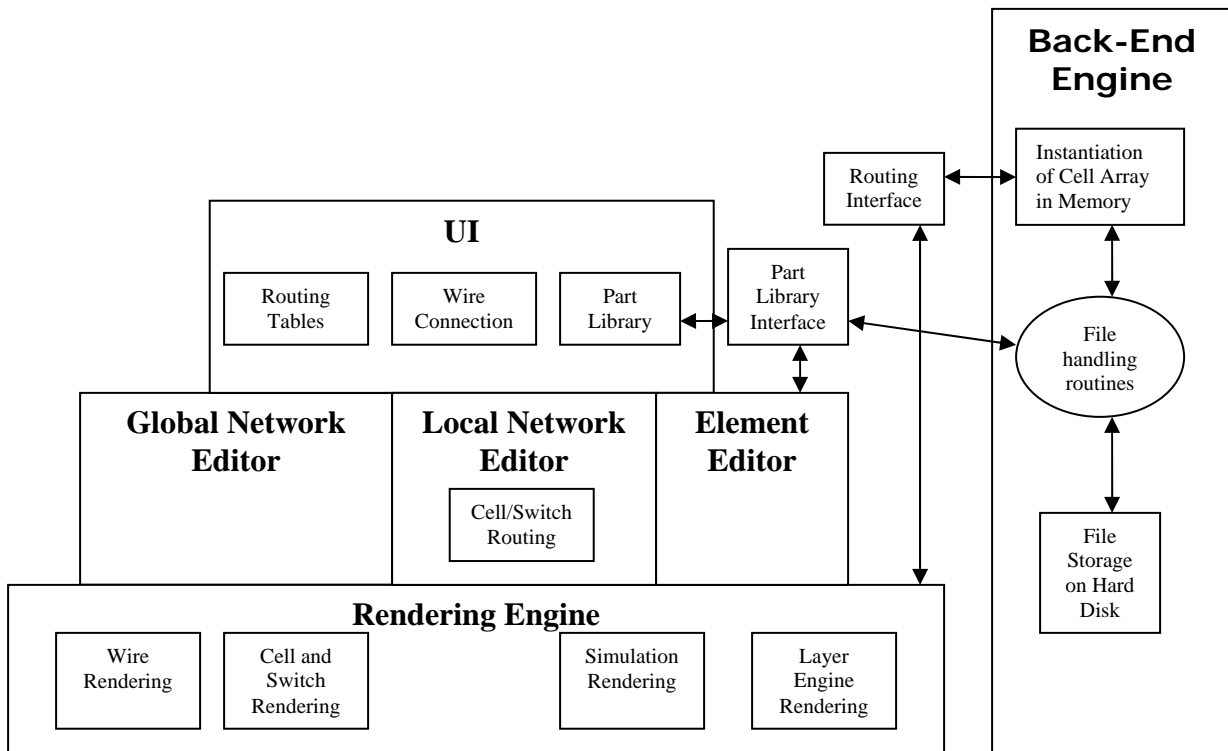 Back-End
Engine
Instantiation
of Cell Array
in Memory
Routing
Interface
UI
Routing
Tables
Wire
Connection
Part
Library
Part
Library
Interface
File
handling
routines
Global Network
Editor
Local Network
Editor
Element
Editor
Cell/Switch
Routing
File
Storage
on Hard
Disk
Rendering Engine
Wire
Rendering
Cell and
Switch
Rendering
Simulation
Rendering
Layer
Engine
Rendering